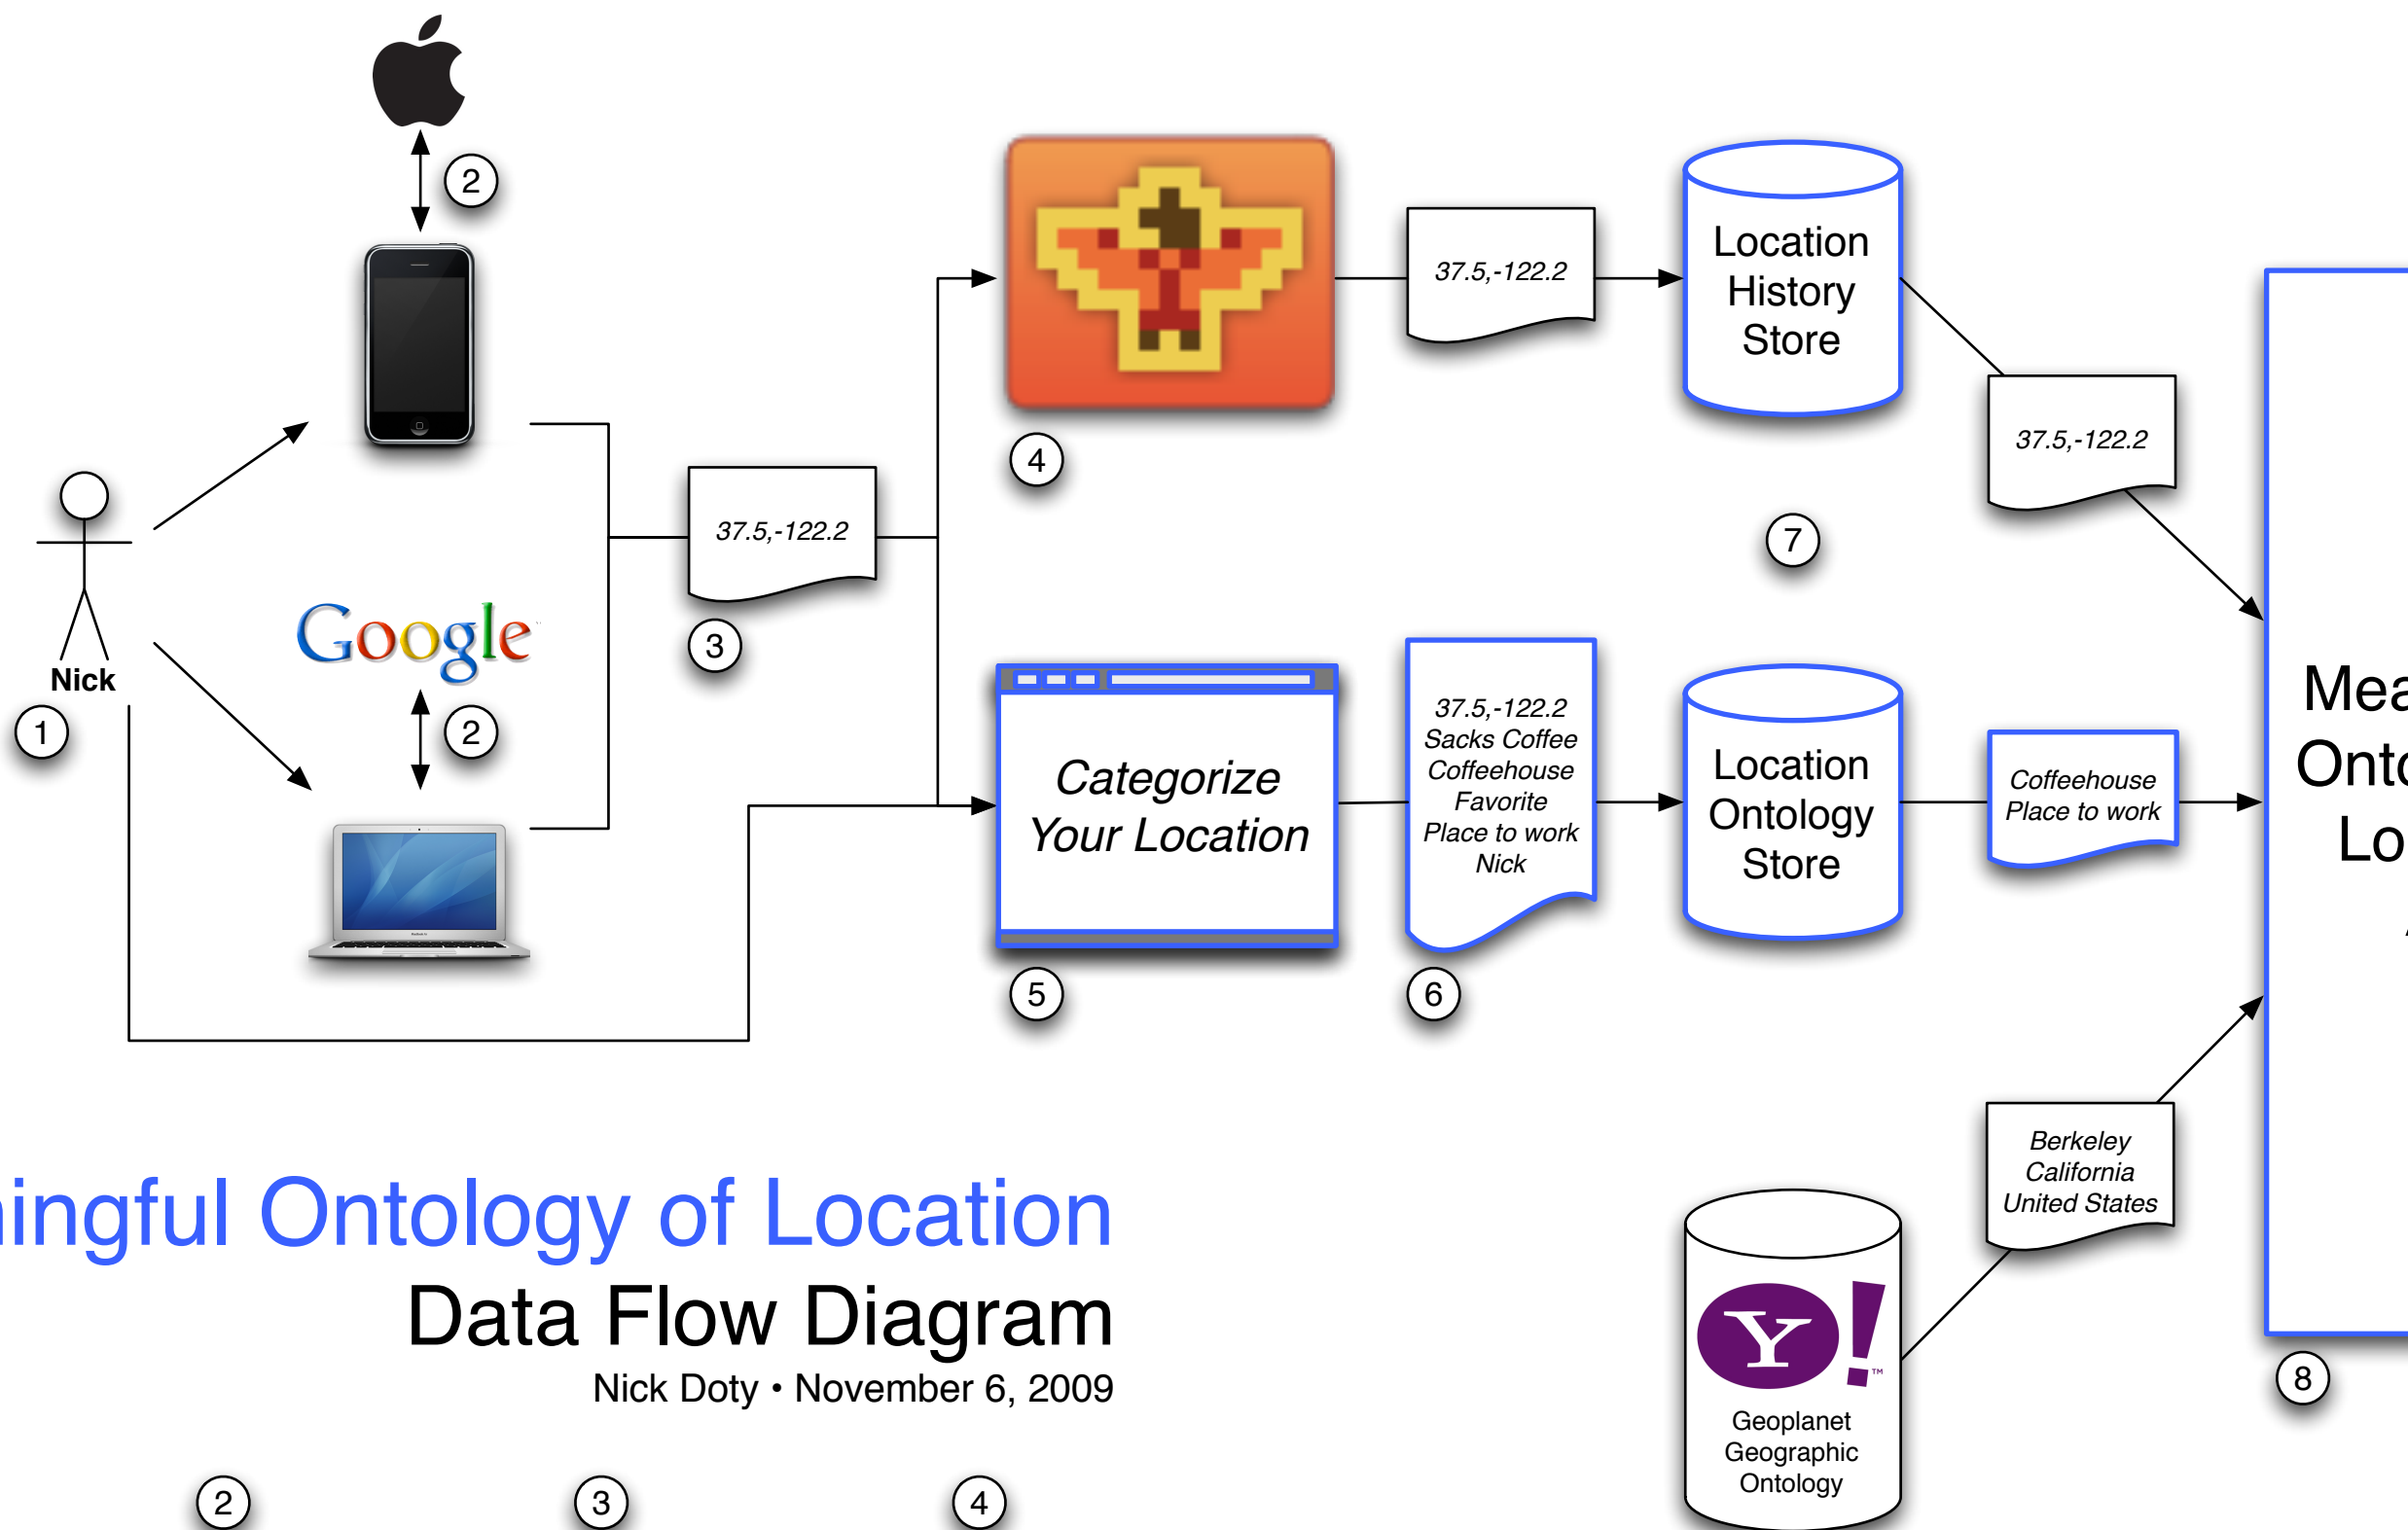 2
37.5,-122.2
Location
History
Store
37.5,-122.2
4
37.5,-122.2
3
7
Nick
1
Google
2
Categorize
Your Location
5
37.5,-122.2
Sacks Coffee
Coffeehouse
Favorite
Place to work
Nick
6
Location
Ontology
Store
Coffeehouse
Place to work
Berkeley
California
United States
Y!™
Geoplanet
Geographic
Ontology
8
ingful Ontology of Location
Data Flow Diagram
Nick Doty • November 6, 2009
2
3
4